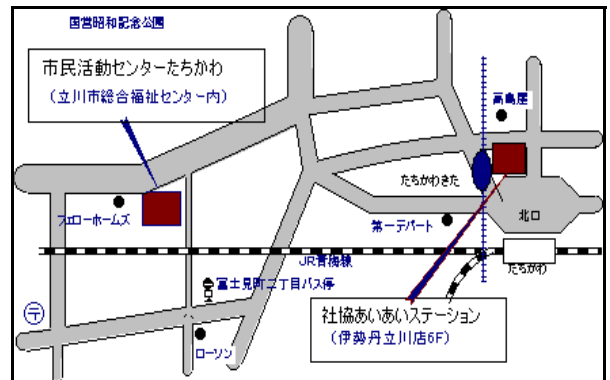 国営昭和記念公園
市民活動センターたちかわ
(立川市総合福祉センター内)
高島屋
たちかわきた
フェローホームズ
北口
第一デパート
JR青梅線
たちかわ
富士見町二丁目バス停
社協あいあいステーション
(伊勢丹立川店6F)
〒
ローソン